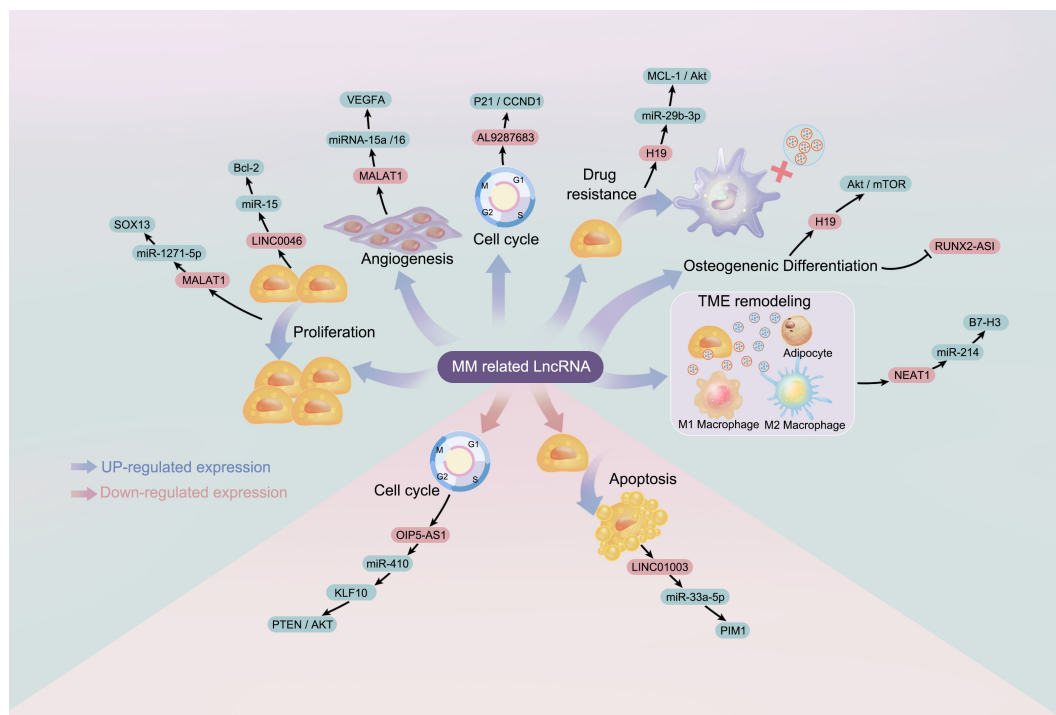 MCL-1 / Akt
miR-29b-3p
H19
Drug
resistance
VEGFA
miRNA-15a /16
MALAT1
Angiogenesis
P21 / CCND1
AL9287683
G1
M
G2
S
Cell cycle
Bcl-2
miR-15
LINC0046
SOX13
miR-1271-5p
MALAT1
Proliferation
Akt / mTOR
H19
RUNX2-ASI
Osteogenenic Differentiation
TME remodeling
Adipocyte
M1 Macrophage
M2 Macrophage
B7-H3
miR-214
NEAT1
MM related LncRNA
UP-regulated expression
Down-regulated expression
G1
M
G2
S
Cell cycle
OIP5-AS1
miR-410
KLF10
PTEN / AKT
Apoptosis
LINC01003
miR-33a-5p
PIM1